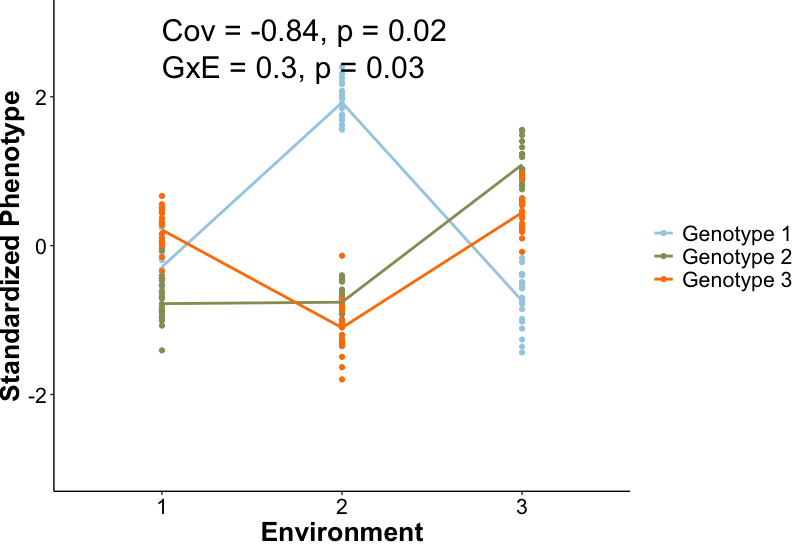 Cov = -0.84, p = 0.02
GxE = 0.3, p = 0.03
Standardized Phenotype
2
0
-2
Genotype 1
Genotype 2
Genotype 3
1 2 3
Environment